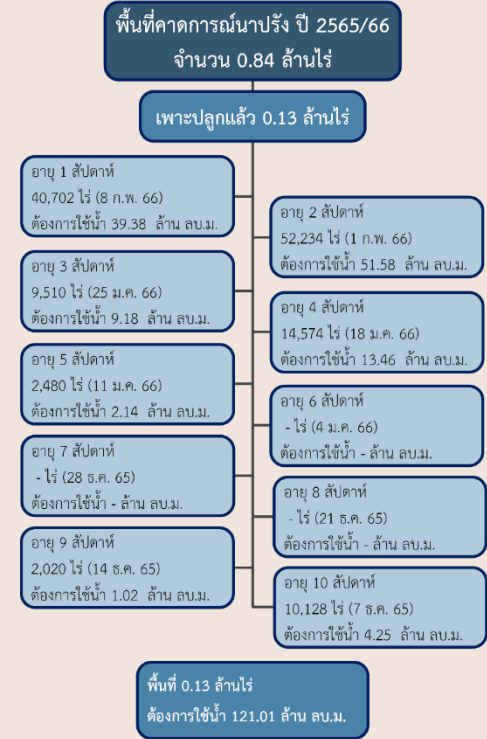 พื้นที่คาดการณ์นาปรัง ปี 2565/66
จำนวน 0.84 ล้านไร่
เพาะปลูกแล้ว 0.13 ล้านไร่
อายุ 1 สัปดาห์
40,702 ไร่ (8 ก.พ. 66)
ต้องการใช้น้ำ 39.38 ล้าน ลบ.ม.
อายุ 2 สัปดาห์
52,234 ไร่ (1 ก.พ. 66)
ต้องการใช้น้ำ 51.58 ล้าน ลบ.ม.
อายุ 3 สัปดาห์
9,510 ไร่ (25 ม.ค. 66)
ต้องการใช้น้ำ 9.18 ล้าน ลบ.ม.
อายุ 4 สัปดาห์
14,574 ไร่ (18 ม.ค. 66)
ต้องการใช้น้ำ 13.46 ล้าน ลบ.ม.
อายุ 5 สัปดาห์
2,480 ไร่ (11 ม.ค. 66)
ต้องการใช้น้ำ 2.14 ล้าน ลบ.ม.
อายุ 6 สัปดาห์
- ไร่ (4 ม.ค. 66)
ต้องการใช้น้ำ - ล้าน ลบ.ม.
อายุ 7 สัปดาห์
- ไร่ (28 ธ.ค. 65)
ต้องการใช้น้ำ - ล้าน ลบ.ม.
อายุ 8 สัปดาห์
- ไร่ (21 ธ.ค. 65)
ต้องการใช้น้ำ - ล้าน ลบ.ม.
อายุ 9 สัปดาห์
2,020 ไร่ (14 ธ.ค. 65)
ต้องการใช้น้ำ 1.02 ล้าน ลบ.ม.
อายุ 10 สัปดาห์
10,128 ไร่ (7 ธ.ค. 65)
ต้องการใช้น้ำ 4.25 ล้าน ลบ.ม.
พื้นที่ 0.13 ล้านไร่
ต้องการใช้น้ำ 121.01 ล้าน ลบ.ม.